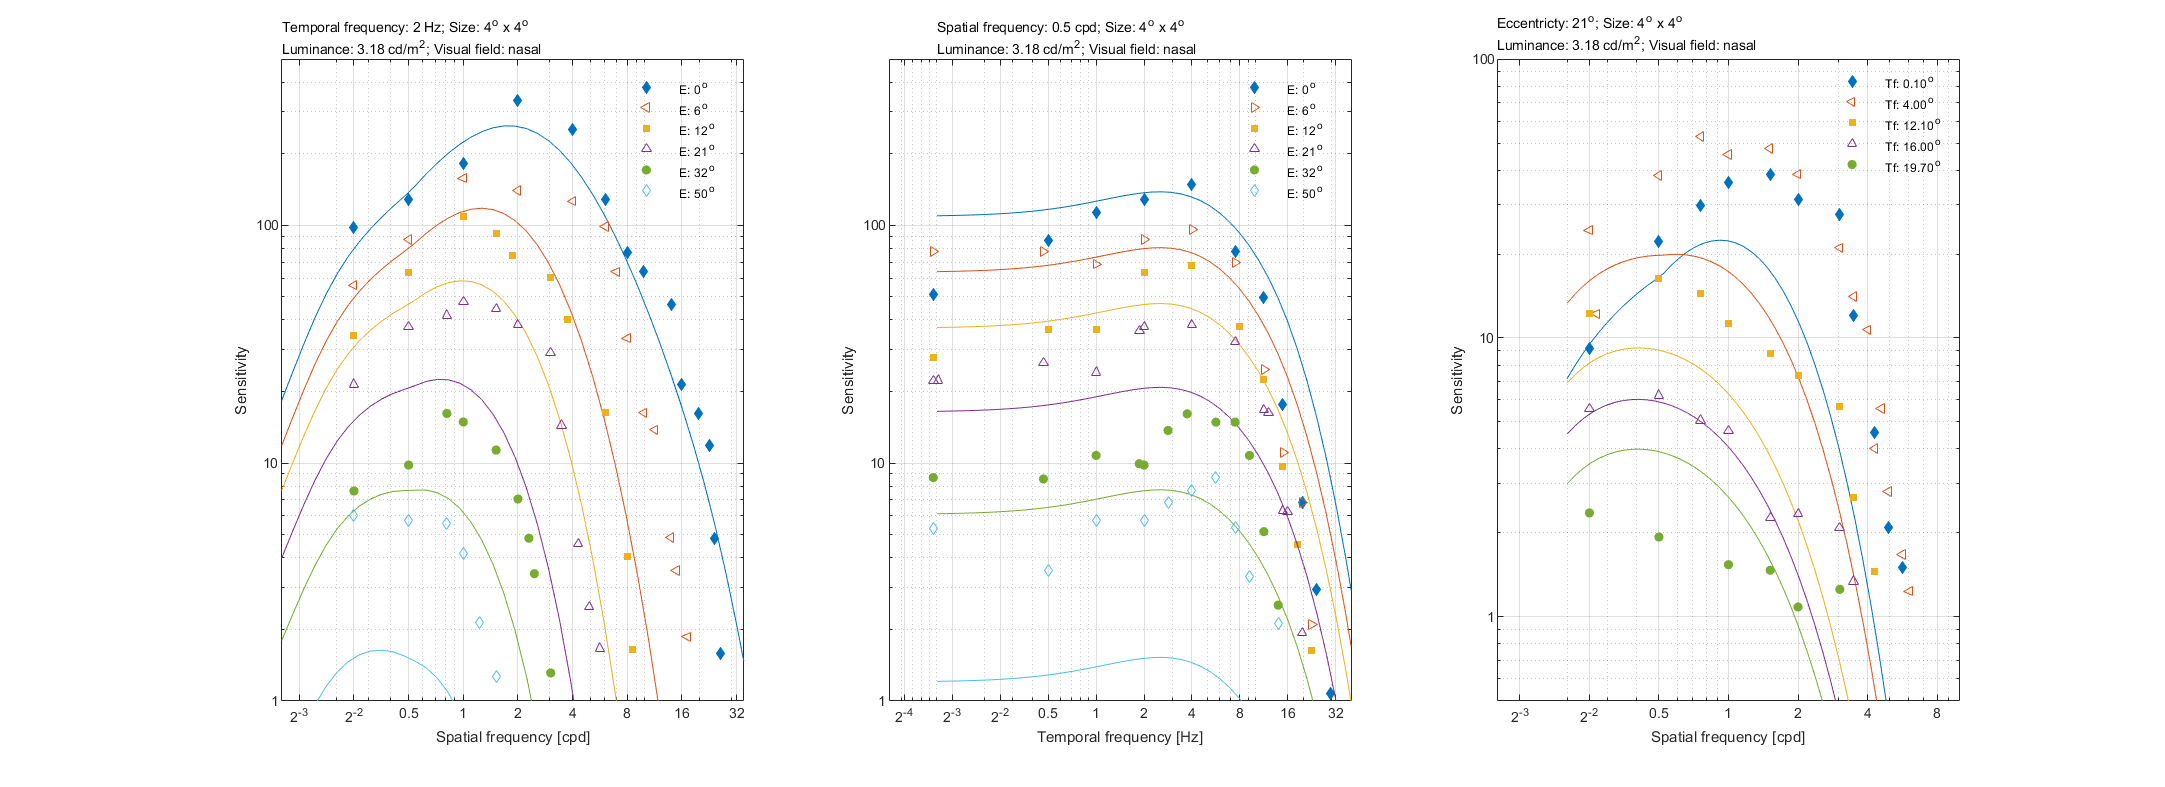 Temporal frequency: 2 Hz; Size: 4° x 4°
Luminance: 3.18 cd/m²; Visual field: nasal
E: 0°
E: 6°
E: 12°
E: 21°
E: 32°
E: 50°
100
10
1
Sensitivity
2⁻³ 2⁻² 0.5 1 2 4 8 16 32
Spatial frequency [cpd]
Spatial frequency: 0.5 cpd; Size: 4° x 4°
Luminance: 3.18 cd/m²; Visual field: nasal
E: 0°
E: 6°
E: 12°
E: 21°
E: 32°
E: 50°
100
10
1
Sensitivity
2⁻⁴ 2⁻³ 2⁻² 0.5 1 2 4 8 16 32
Temporal frequency [Hz]
Eccentricty: 21°; Size: 4° x 4°
Luminance: 3.18 cd/m²; Visual field: nasal
Tf: 0.10°
Tf: 4.00°
Tf: 12.10°
Tf: 16.00°
Tf: 19.70°
100
10
1
Sensitivity
2⁻³ 2⁻² 0.5 1 2 4 8
Spatial frequency [cpd]